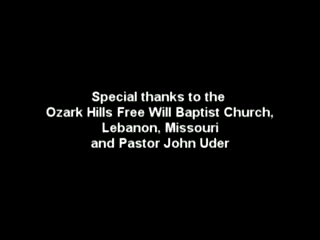 Special thanks to the
Ozark Hills Free Will Baptist Church,
Lebanon, Missouri
and Pastor John Uder